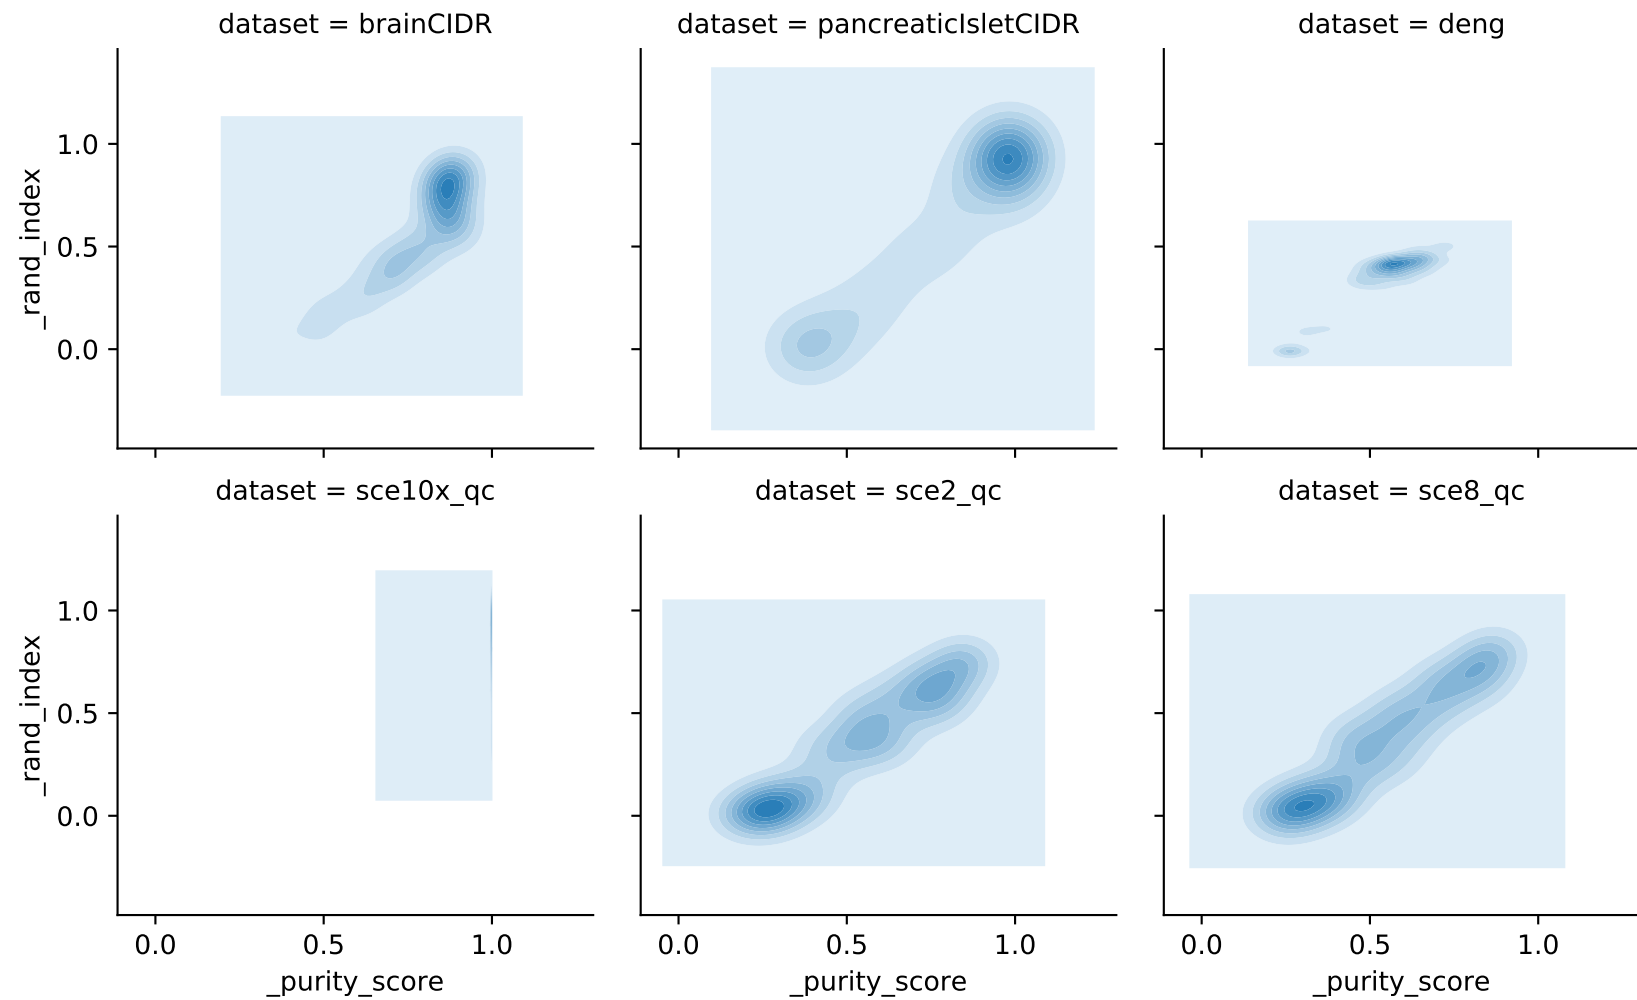 dataset = brainCIDR
dataset = pancreaticIsletCIDR
dataset = deng
_rand_index
1.0
0.5
0.0
dataset = sce10x_qc
dataset = sce2_qc
dataset = sce8_qc
_rand_index
1.0
0.5
0.0
0.0 0.5 1.0
0.0 0.5 1.0
0.0 0.5 1.0
_purity_score
_purity_score
_purity_score